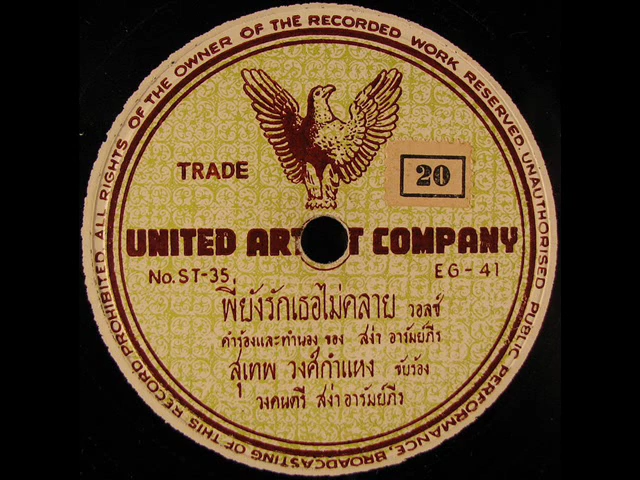 ALL RIGHTS OF THE OWNER OF THE RECORDED WORK RESERVED. UNAUTHORISED PUBLIC PERFORMANCE, BROADCASTING OF THIS RECORD PROHIBITED.
TRADE
20
UNITED ARTIST COMPANY
No. ST-35
EG-41
พี่ยังรักเธอไม่คลาย วอลซ์
คำร้องและทำนอง ของ สง่า อารัมย์ภีร
สุเทพ วงศ์กำแหง ขับร้อง
วงดนตรี สง่า อารัมย์ภีร